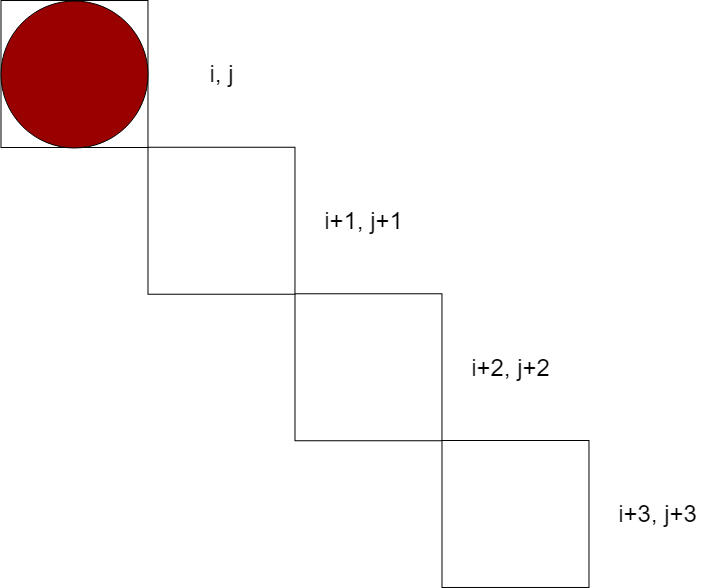 i, j
i+1, j+1
i+2, j+2
i+3, j+3